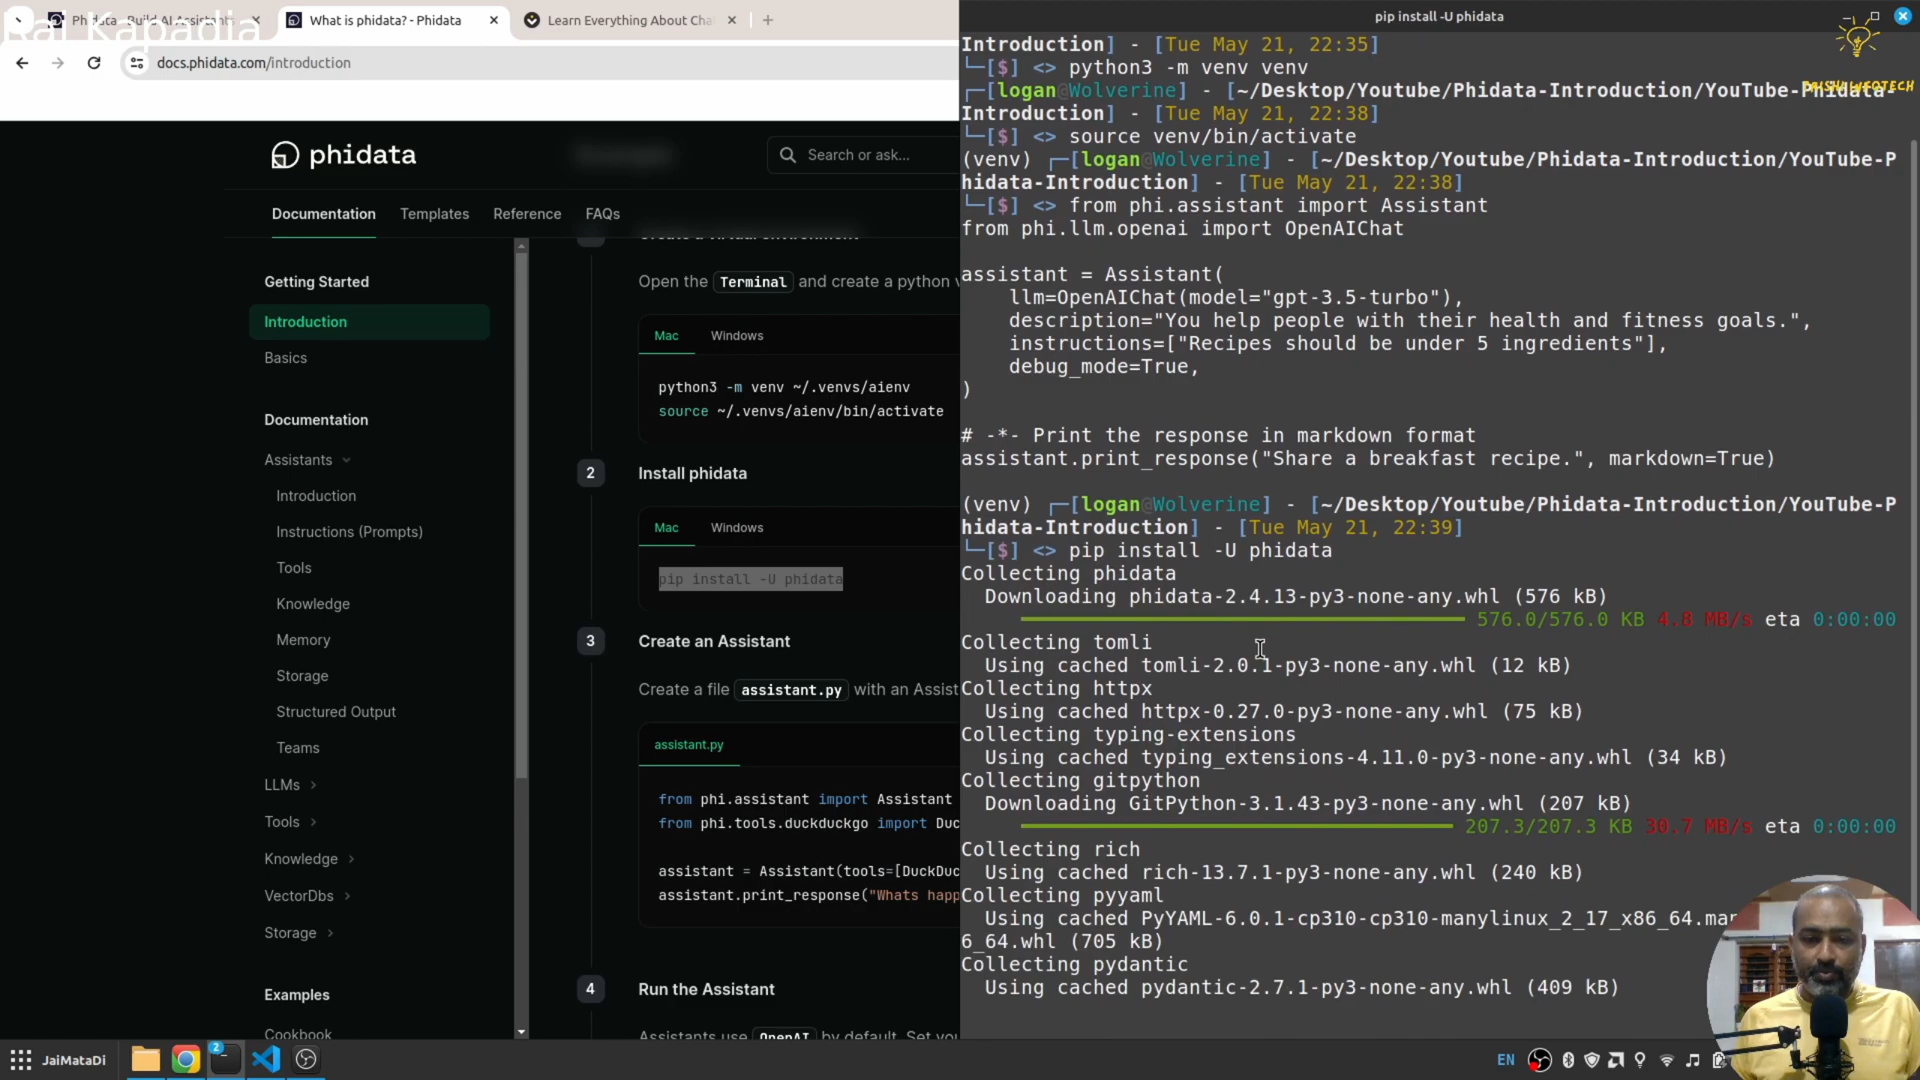 Phidata - Build AI Assistants
What is phidata? - Phidata
Learn Everything About Cha
Rai Kapadia
docs.phidata.com/introduction
phidata
Search or ask...
Documentation
Templates
Reference
FAQs
Getting Started
Introduction
Basics
Documentation
Assistants
Introduction
Instructions (Prompts)
Tools
Knowledge
Memory
Storage
Structured Output
Teams
LLMs
Tools
Knowledge
VectorDbs
Storage
Examples
Cookbook
Create a virtual environment
Open the Terminal and create a python v
Mac Windows
python3 -m venv ~/.venvs/aienv
source ~/.venvs/aienv/bin/activate
2
Install phidata
Mac Windows
pip install -U phidata
3
Create an Assistant
Create a file assistant.py with an Assist
assistant.py
from phi.assistant import Assistant
from phi.tools.duckduckgo import Duc
assistant = Assistant(tools=[DuckDuc
assistant.print_response("Whats happ
4
Run the Assistant
Assistants use OpenAI by default. Set you
pip install -U phidata
Introduction] - [Tue May 21, 22:35]
└─[$] <> python3 -m venv venv
┌─[logan@Wolverine] - [~/Desktop/Youtube/Phidata-Introduction/YouTube-Phidata-
Introduction] - [Tue May 21, 22:38]
└─[$] <> source venv/bin/activate
(venv) ┌─[logan@Wolverine] - [~/Desktop/Youtube/Phidata-Introduction/YouTube-P
hidata-Introduction] - [Tue May 21, 22:38]
└─[$] <> from phi.assistant import Assistant
from phi.llm.openai import OpenAIChat
assistant = Assistant(
llm=OpenAIChat(model="gpt-3.5-turbo"),
description="You help people with their health and fitness goals.",
instructions=["Recipes should be under 5 ingredients"],
debug_mode=True,
)
# -*- Print the response in markdown format
assistant.print_response("Share a breakfast recipe.", markdown=True)
(venv) ┌─[logan@Wolverine] - [~/Desktop/Youtube/Phidata-Introduction/YouTube-P
hidata-Introduction] - [Tue May 21, 22:39]
└─[$] <> pip install -U phidata
Collecting phidata
Downloading phidata-2.4.13-py3-none-any.whl (576 kB)
576.0/576.0 KB 4.8 MB/s eta 0:00:00
Collecting tomli
Using cached tomli-2.0.1-py3-none-any.whl (12 kB)
Collecting httpx
Using cached httpx-0.27.0-py3-none-any.whl (75 kB)
Collecting typing-extensions
Using cached typing_extensions-4.11.0-py3-none-any.whl (34 kB)
Collecting gitpython
Downloading GitPython-3.1.43-py3-none-any.whl (207 kB)
207.3/207.3 KB 30.7 MB/s eta 0:00:00
Collecting rich
Using cached rich-13.7.1-py3-none-any.whl (240 kB)
Collecting pyyaml
Using cached PyYAML-6.0.1-cp310-cp310-manylinux_2_17_x86_64.man
6_64.whl (705 kB)
Collecting pydantic
Using cached pydantic-2.7.1-py3-none-any.whl (409 kB)
JaiMataDi
2
EN